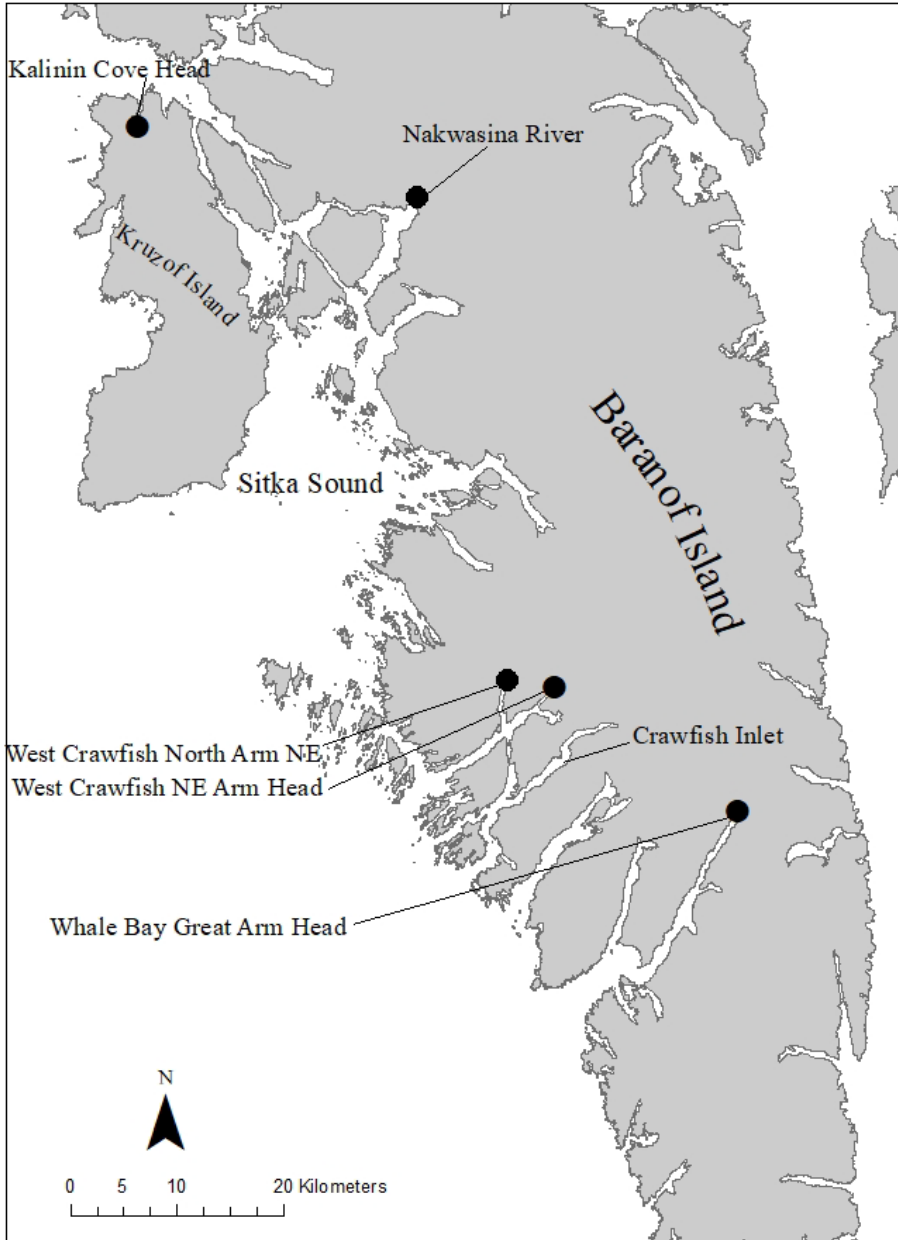 Kalinin Cove Head
Nakwasina River
Kruzof Island
Baranof Island
Sitka Sound
Crawfish Inlet
West Crawfish North Arm NE
West Crawfish NE Arm Head
Whale Bay Great Arm Head
N
0 5 10 20 Kilometers